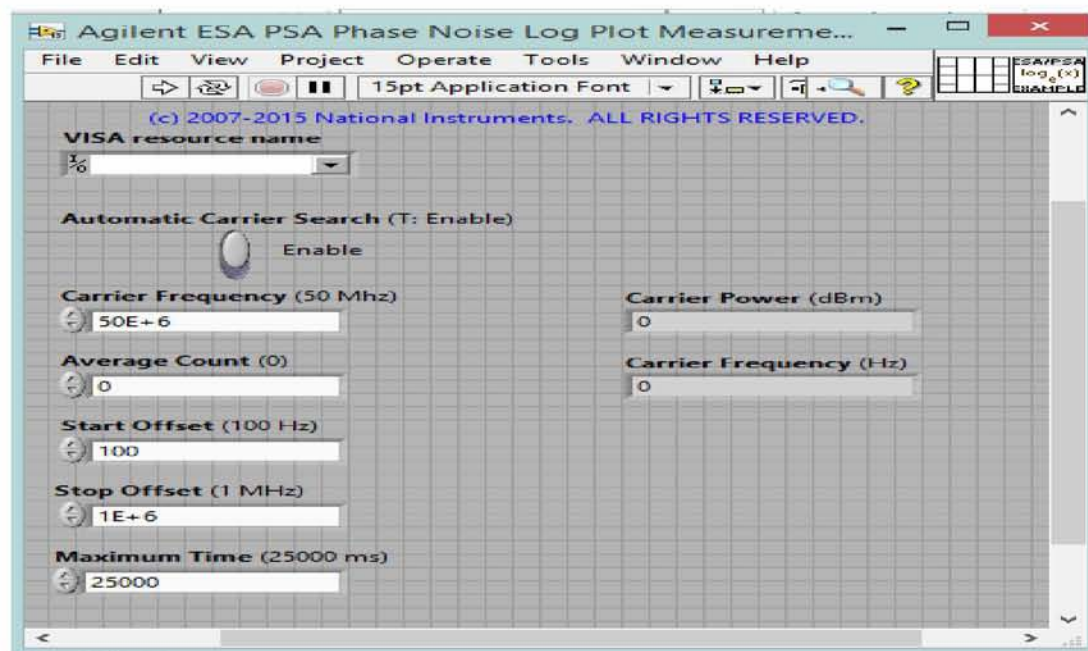 Agilent ESA PSA Phase Noise Log Plot Measureme...
File Edit View Project Operate Tools Window Help
15pt Application Font
ESA/PSA
loge(x)
EXAMPLE
(c) 2007-2015 National Instruments. ALL RIGHTS RESERVED.
VISA resource name
Automatic Carrier Search (T: Enable)
Enable
Carrier Frequency (50 Mhz)
50E+6
Carrier Power (dBm)
0
Average Count (0)
0
Carrier Frequency (Hz)
0
Start Offset (100 Hz)
100
Stop Offset (1 MHz)
1E+6
Maximum Time (25000 ms)
25000